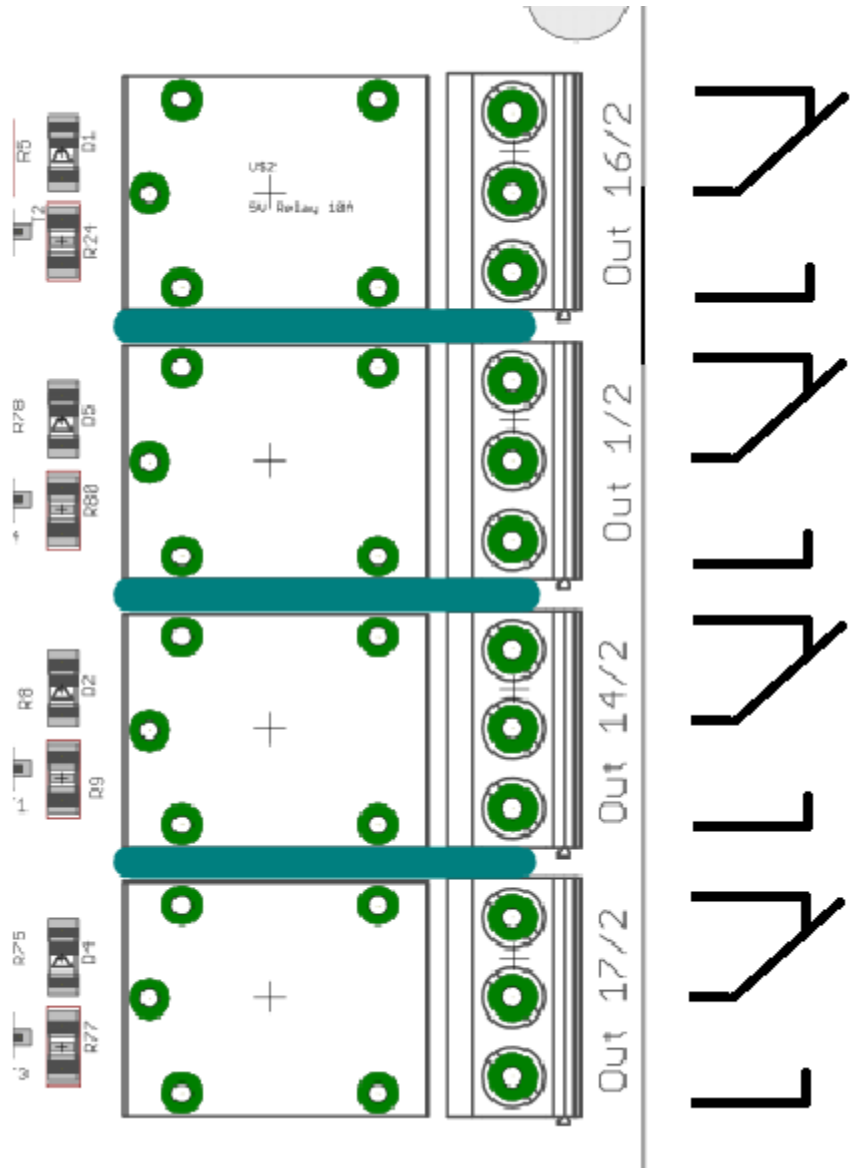 R5
D1
R24
U$2
5V Relay 10A
Out 16/2
R78
D5
R80
Out 1/2
R8
D2
R9
Out 14/2
R75
D4
R77
Out 17/2